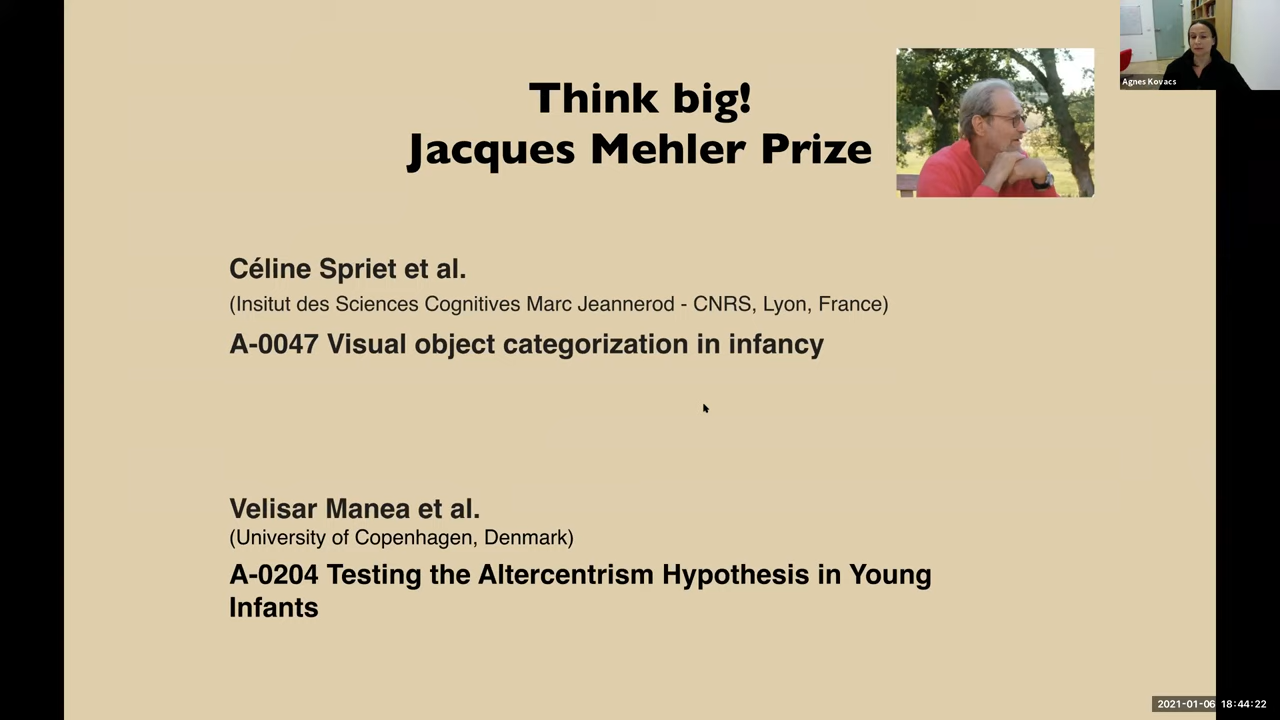 Think big!
Jacques Mehler Prize
Agnes Kovacs
Céline Spriet et al.
(Insitut des Sciences Cognitives Marc Jeannerod - CNRS, Lyon, France)
A-0047 Visual object categorization in infancy
Velisar Manea et al.
(University of Copenhagen, Denmark)
A-0204 Testing the Altercentrism Hypothesis in Young
Infants
2021-01-06 18:44:22